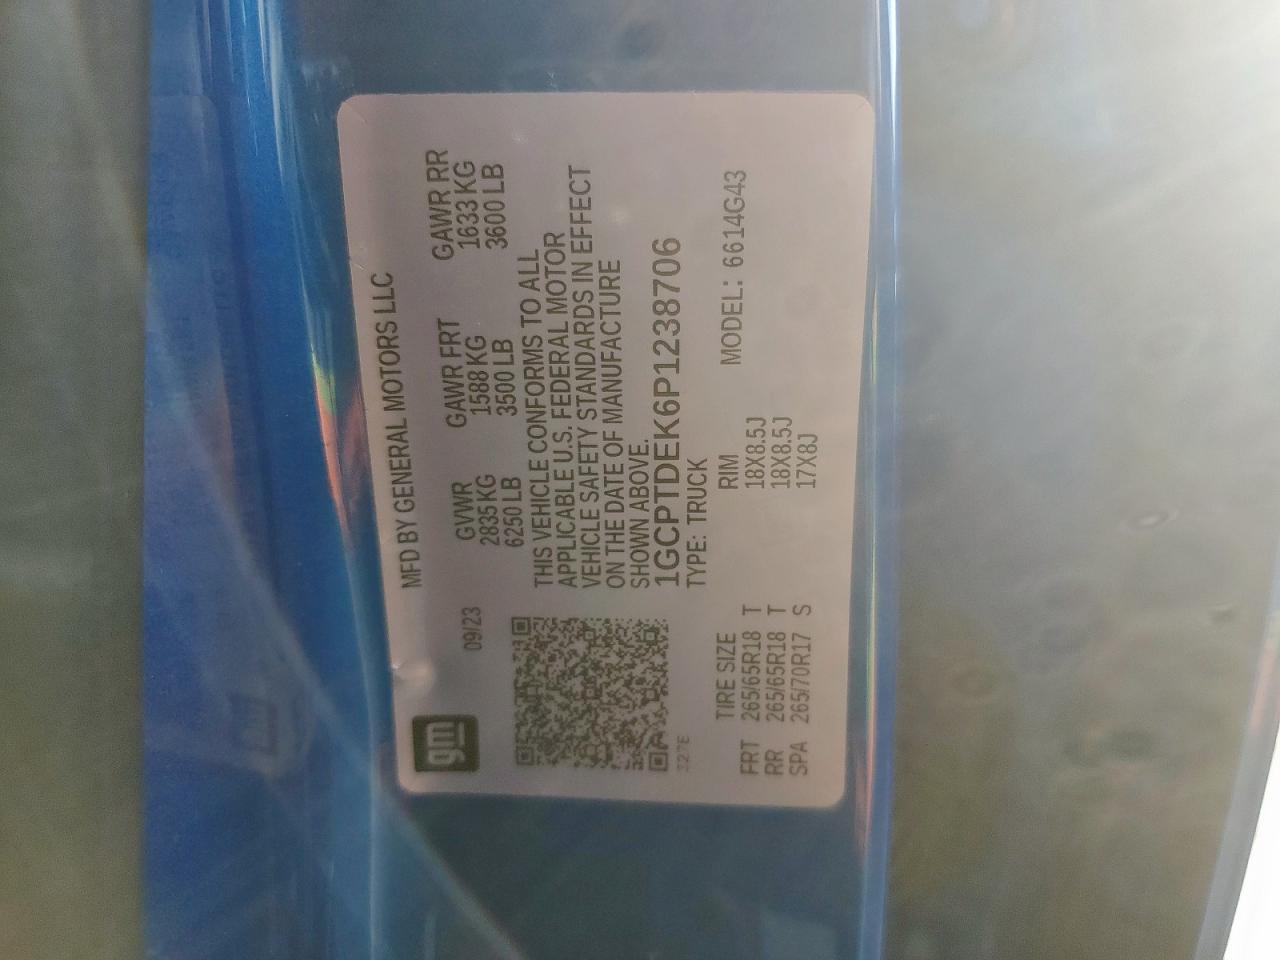 MFD BY GENERAL MOTORS LLC
gm
09/23
GVWR GAWR FRT GAWR RR
2835 KG 1588 KG 1633 KG
6250 LB 3500 LB 3600 LB
THIS VEHICLE CONFORMS TO ALL
APPLICABLE U.S. FEDERAL MOTOR
VEHICLE SAFETY STANDARDS IN EFFECT
ON THE DATE OF MANUFACTURE
SHOWN ABOVE.
1GCPTDEK6P1238706
TYPE: TRUCK
TIRE SIZE RIM MODEL: 6614G43
FRT 265/65R18 T 18X8.5J
RR 265/65R18 T 18X8.5J
SPA 265/70R17 S 17X8J